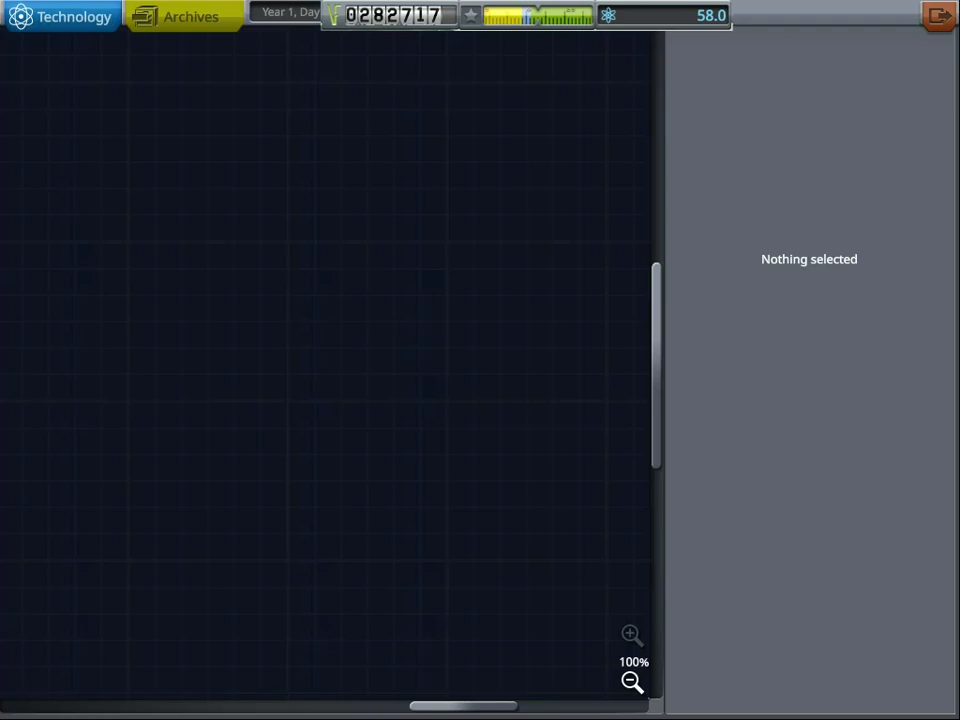 Technology
Archives
Year 1, Day
0282717
58.0
Nothing selected
100%